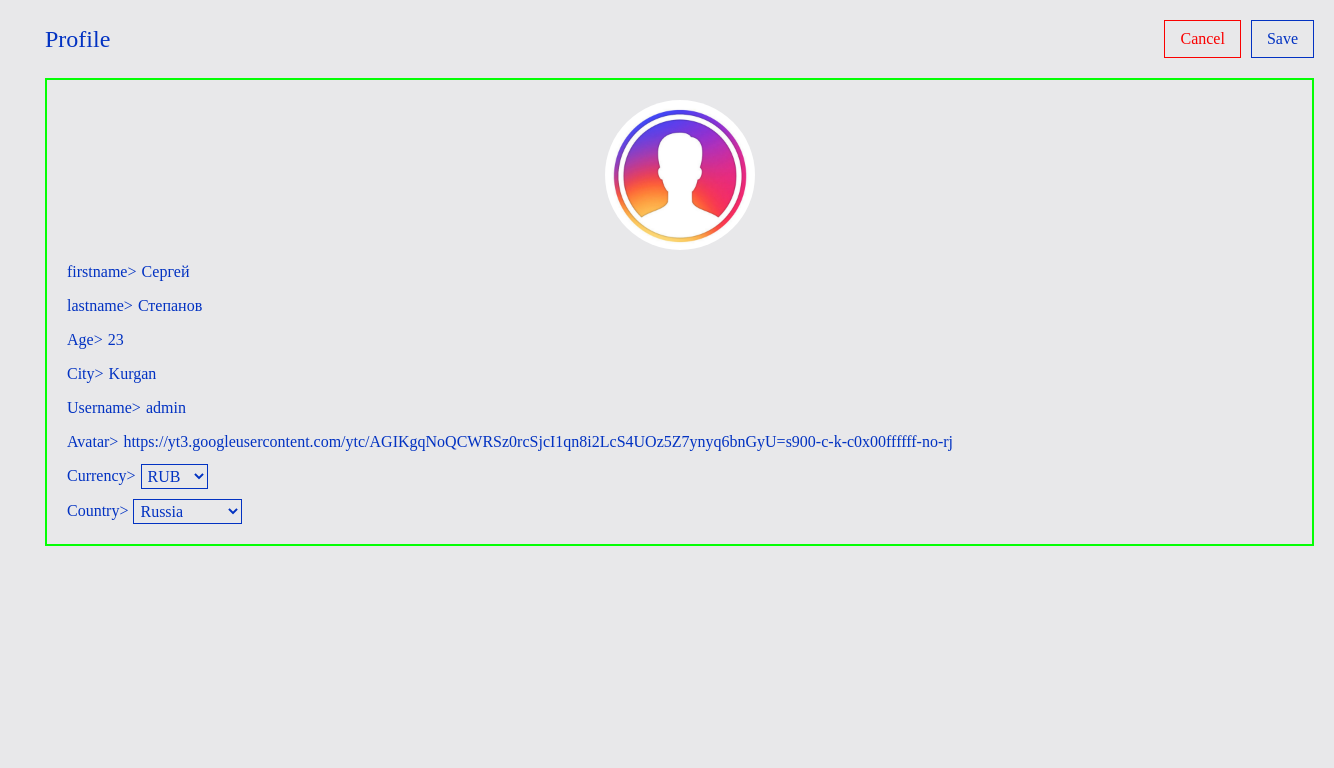 Profile
Cancel
Save
firstname> Сергей
lastname> Степанов
Age> 23
City> Kurgan
Username> admin
Avatar> https://yt3.googleusercontent.com/ytc/AGIKgqNoQCWRSz0rcSjcI1qn8i2LcS4UOz5Z7ynyq6bnGyU=s900-c-k-c0x00ffffff-no-rj
Currency> RUB
Country> Russia